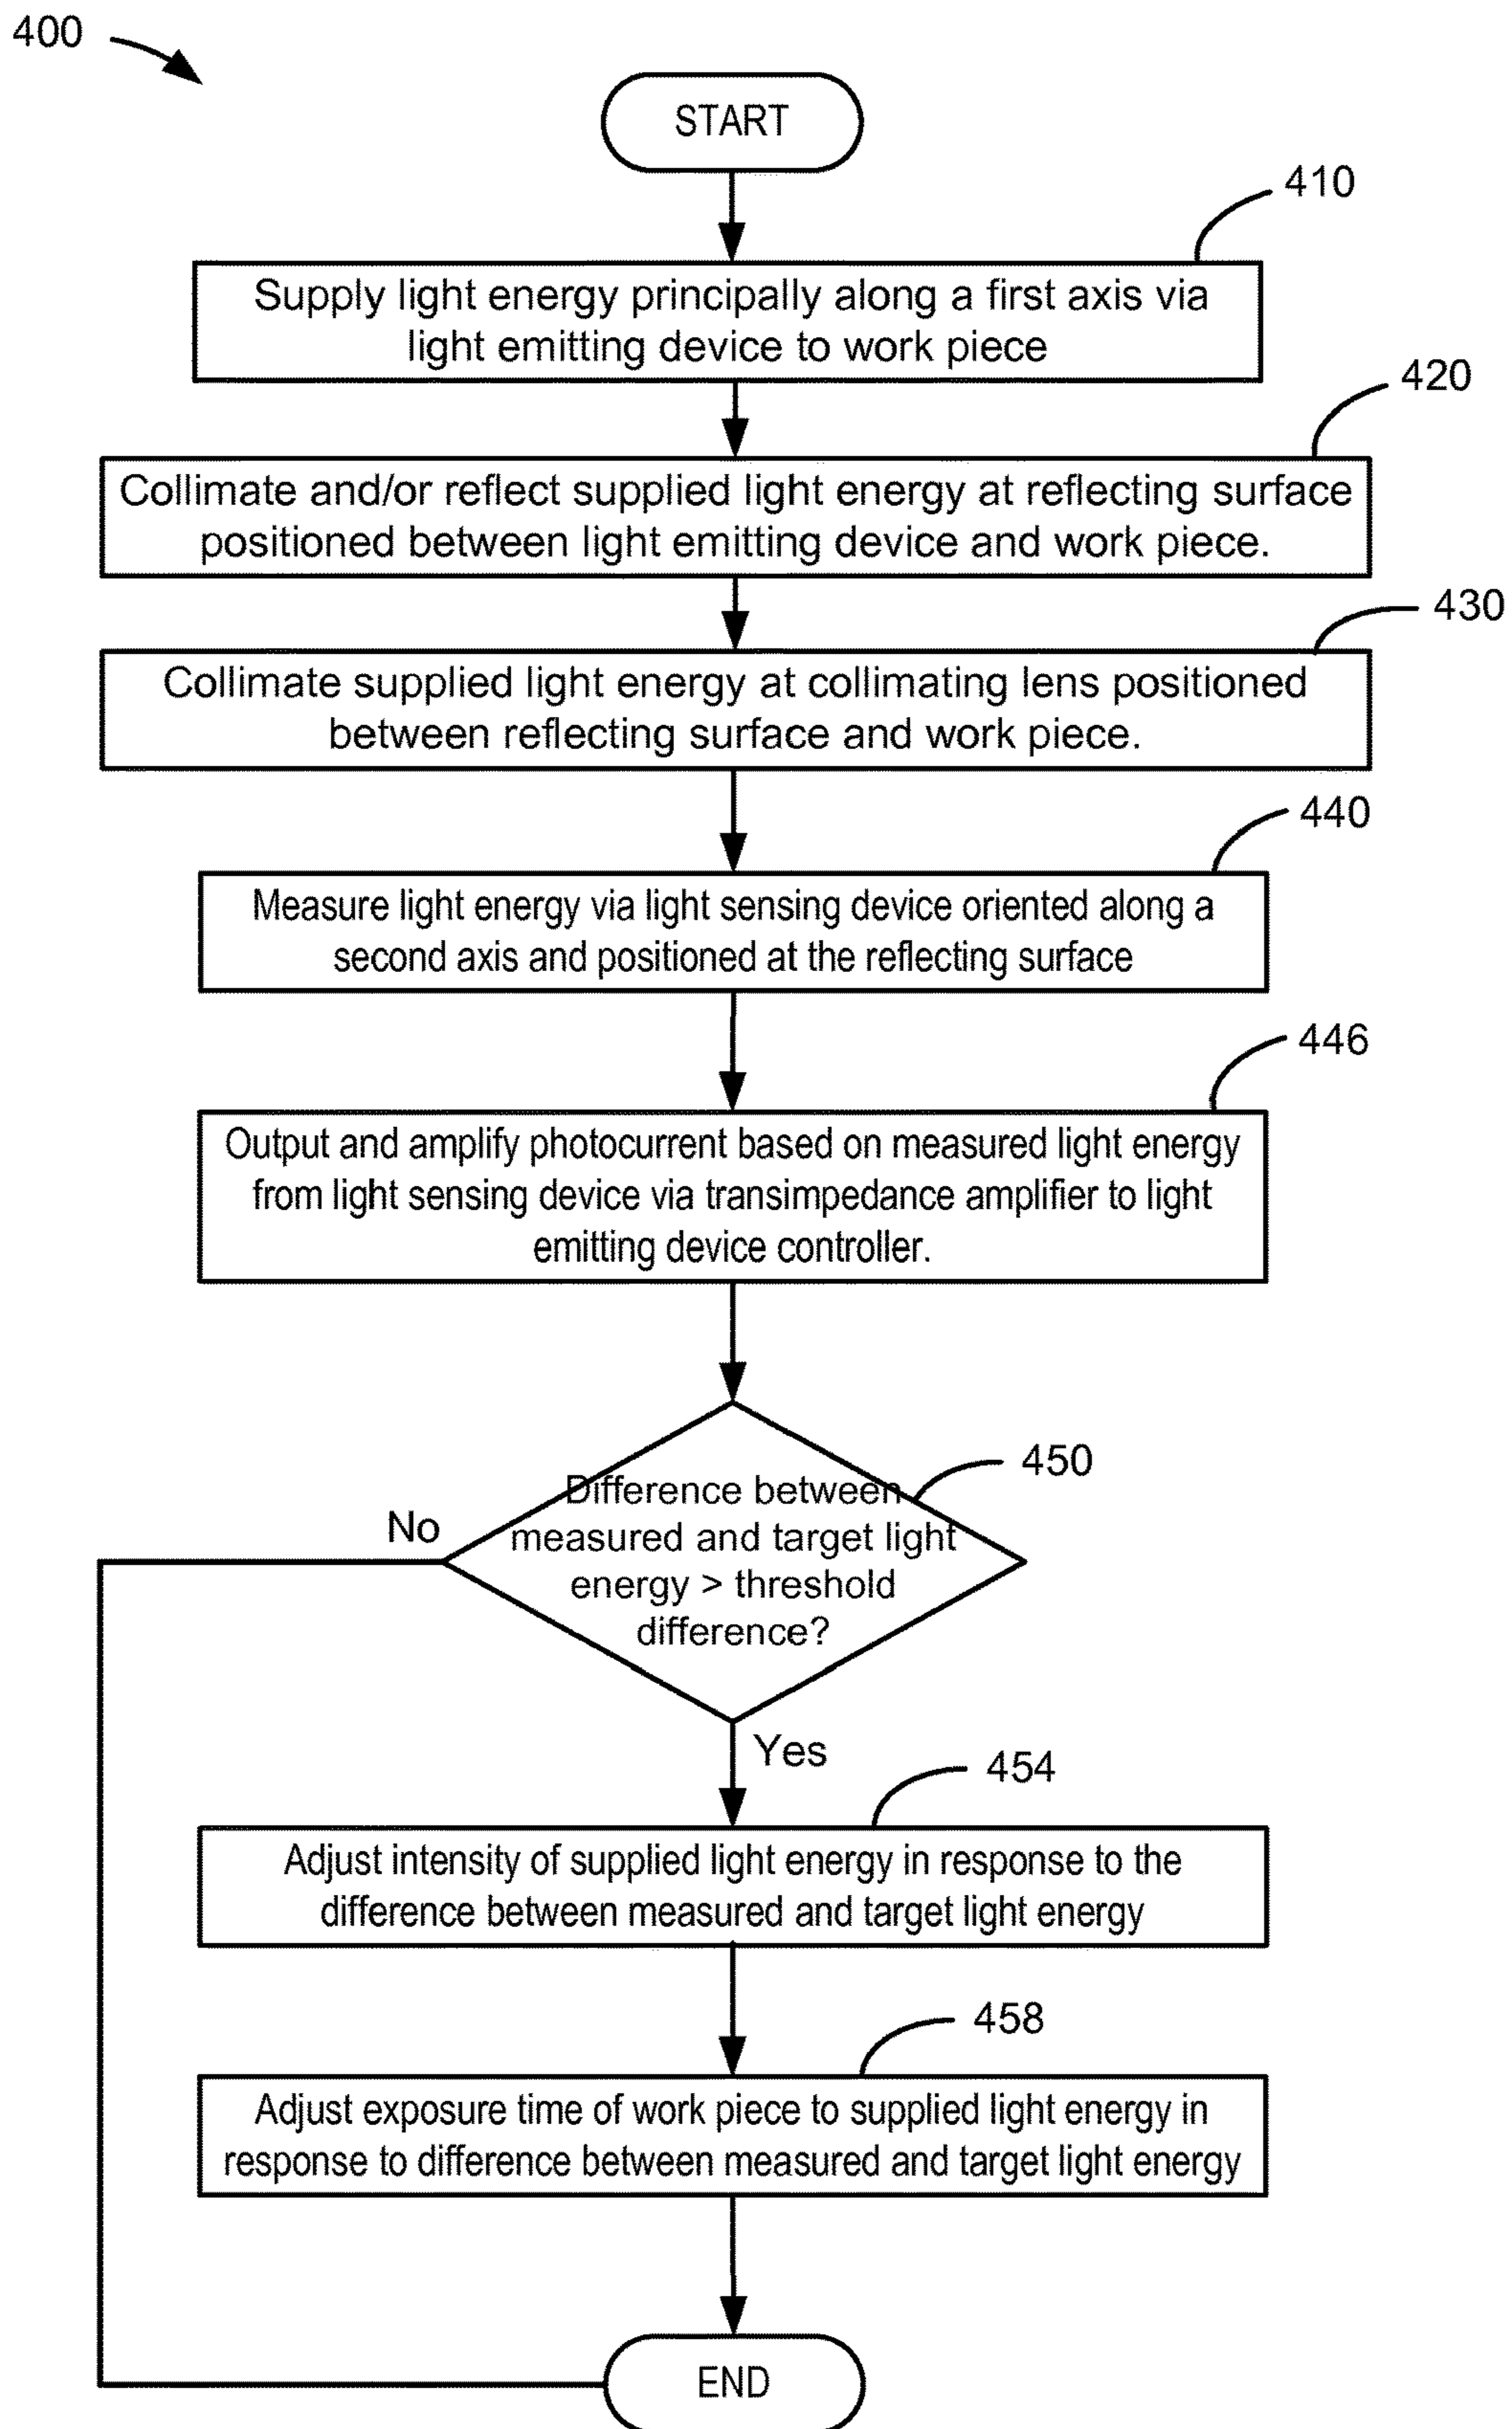 400
START
410
Supply light energy principally along a first axis via
light emitting device to work piece
420
Collimate and/or reflect supplied light energy at reflecting surface
positioned between light emitting device and work piece.
430
Collimate supplied light energy at collimating lens positioned
between reflecting surface and work piece.
440
Measure light energy via light sensing device oriented along a
second axis and positioned at the reflecting surface
446
Output and amplify photocurrent based on measured light energy
from light sensing device via transimpedance amplifier to light
emitting device controller.
450
Difference between
measured and target light
energy > threshold
difference?
No
Yes
454
Adjust intensity of supplied light energy in response to the
difference between measured and target light energy
458
Adjust exposure time of work piece to supplied light energy in
response to difference between measured and target light energy
END